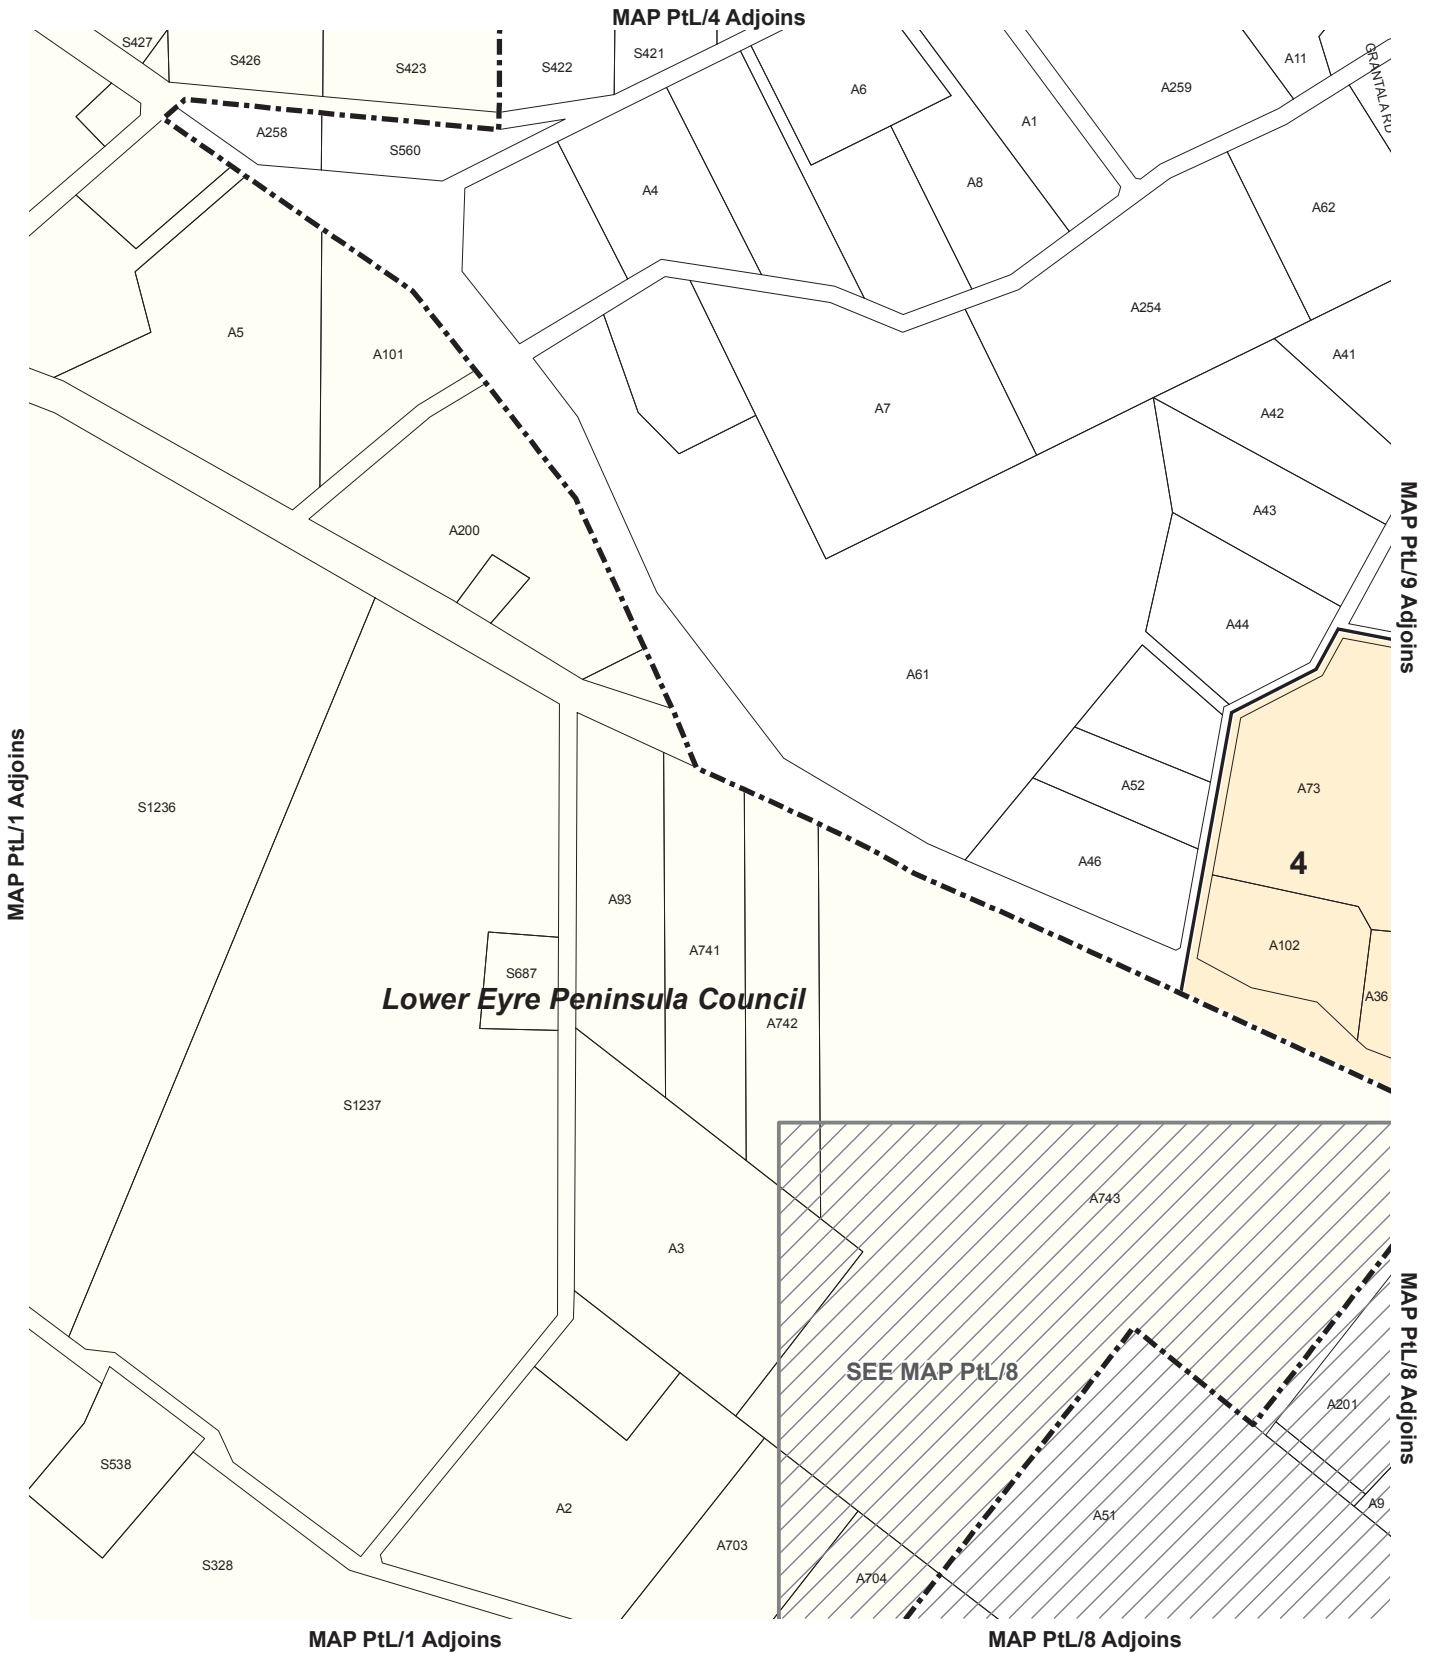 MAP PtL/4 Adjoins
S427
S426
S423
S422
S421
A6
A259
A11
GRANTALA RD
A258
S560
A1
A4
A8
A62
A5
A101
A254
A41
A7
A42
A200
A43
MAP PtL/9 Adjoins
A44
A61
MAP PtL/1 Adjoins
S1236
A52
A73
A46
4
A93
A741
A102
S687
Lower Eyre Peninsula Council
A36
A742
S1237
A743
A3
MAP PtL/8 Adjoins
SEE MAP PtL/8
A201
S538
A2
A51
A9
A703
S328
A704
MAP PtL/1 Adjoins
MAP PtL/8 Adjoins